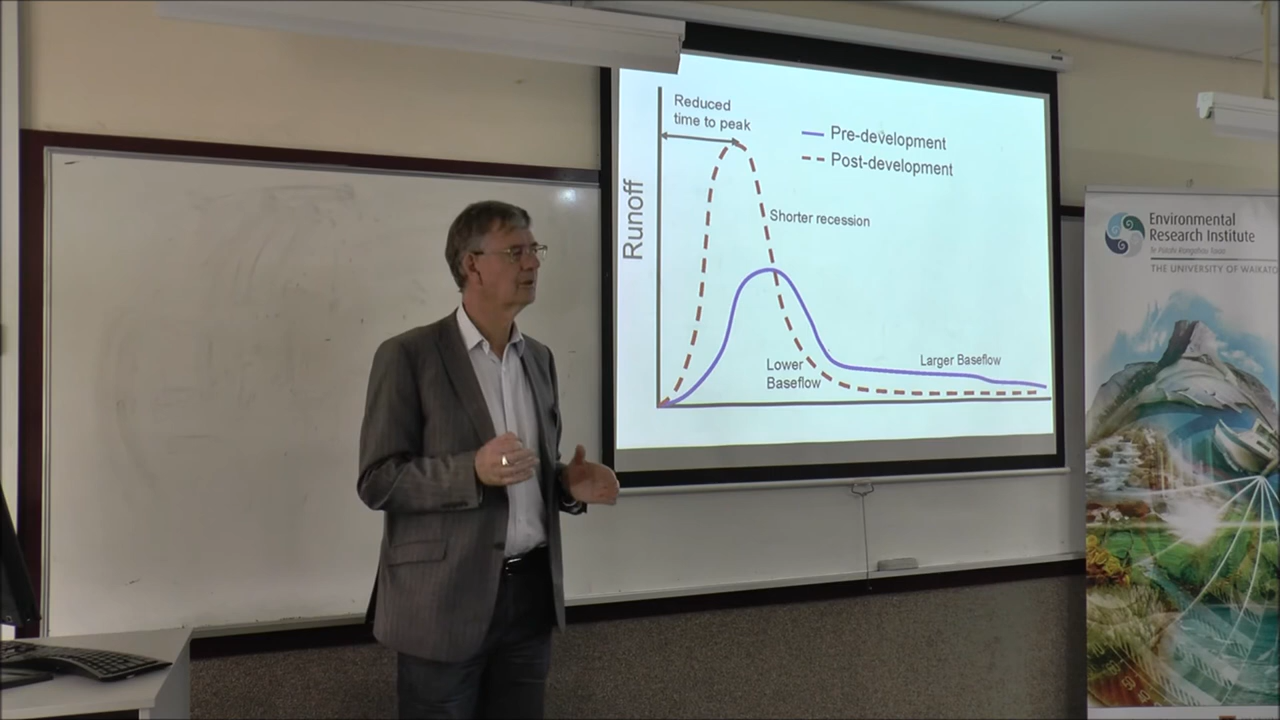 Reduced
time to peak
Pre-development
Post-development
Runoff
Shorter recession
Lower
Baseflow
Larger Baseflow
Environmental
Research Institute
THE UNIVERSITY OF WAIKATO